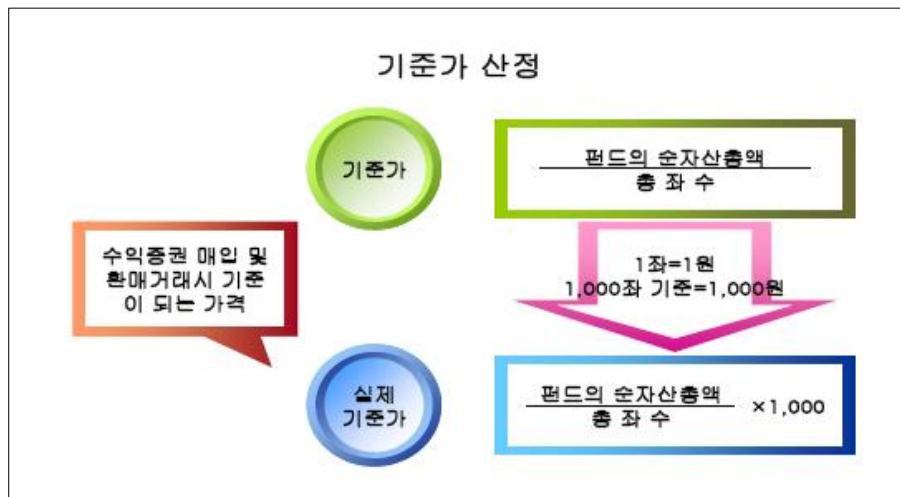 기준가 산정
기준가
펀드의 순자산총액
총 좌 수
수익증권 매입 및
환매거래시 기준
이 되는 가격
1좌=1원
1,000좌 기준=1,000원
실제
기준가
펀드의 순자산총액
총 좌 수
×1,000